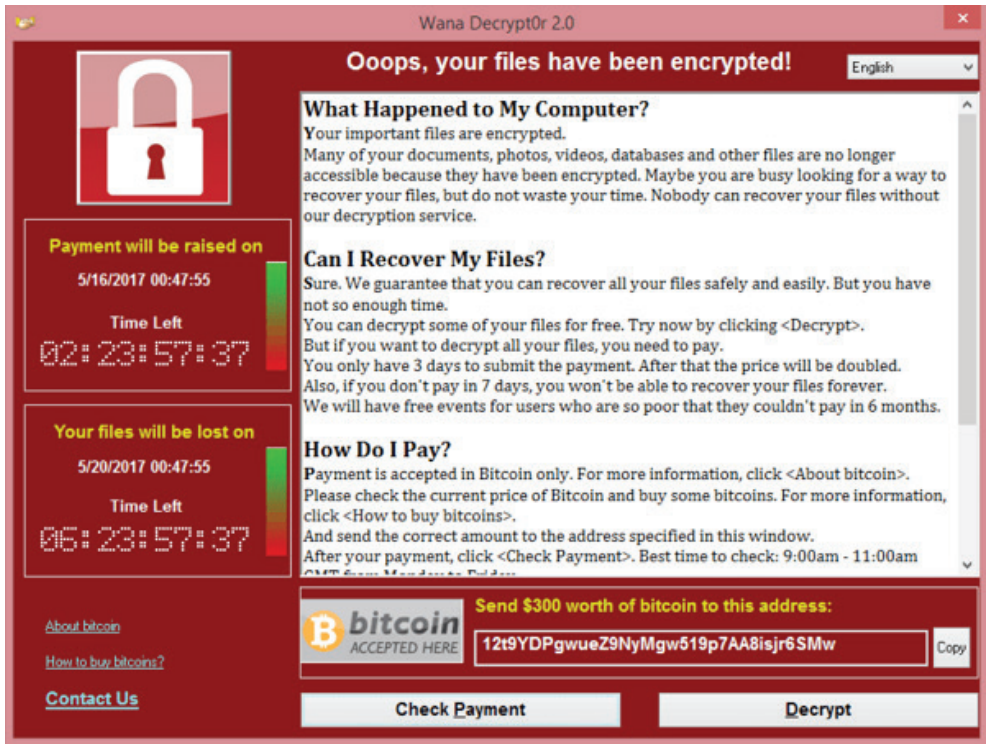 Wana Decrypt0r 2.0
Ooops, your files have been encrypted!
English
Payment will be raised on
5/16/2017 00:47:55
Time Left
02:23:57:37
Your files will be lost on
5/20/2017 00:47:55
Time Left
06:23:57:37
About bitcoin
How to buy bitcoins?
Contact Us
What Happened to My Computer?
Your important files are encrypted.
Many of your documents, photos, videos, databases and other files are no longer
accessible because they have been encrypted. Maybe you are busy looking for a way to
recover your files, but do not waste your time. Nobody can recover your files without
our decryption service.
Can I Recover My Files?
Sure. We guarantee that you can recover all your files safely and easily. But you have
not so enough time.
You can decrypt some of your files for free. Try now by clicking <Decrypt>.
But if you want to decrypt all your files, you need to pay.
You only have 3 days to submit the payment. After that the price will be doubled.
Also, if you don't pay in 7 days, you won't be able to recover your files forever.
We will have free events for users who are so poor that they couldn't pay in 6 months.
How Do I Pay?
Payment is accepted in Bitcoin only. For more information, click <About bitcoin>.
Please check the current price of Bitcoin and buy some bitcoins. For more information,
click <How to buy bitcoins>.
And send the correct amount to the address specified in this window.
After your payment, click <Check Payment>. Best time to check: 9:00am - 11:00am
GMT from Monday to Friday
bitcoin
ACCEPTED HERE
Send $300 worth of bitcoin to this address:
12t9YDPgwueZ9NyMgw519p7AA8isjr6SMw
Copy
Check Payment
Decrypt